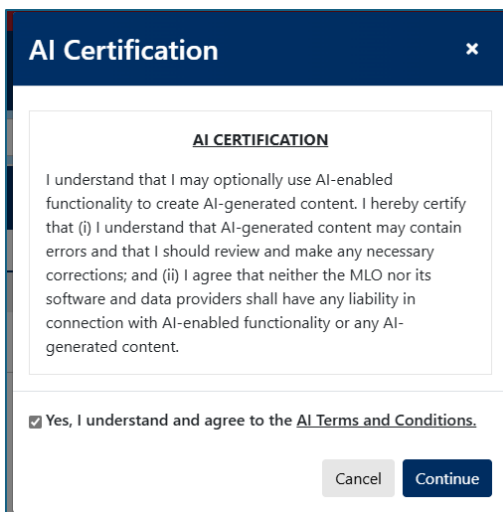 AI Certification ×
AI CERTIFICATION
I understand that I may optionally use AI-enabled
functionality to create AI-generated content. I hereby certify
that (i) I understand that AI-generated content may contain
errors and that I should review and make any necessary
corrections; and (ii) I agree that neither the MLO nor its
software and data providers shall have any liability in
connection with AI-enabled functionality or any AI-
generated content.
Yes, I understand and agree to the AI Terms and Conditions.
Cancel Continue